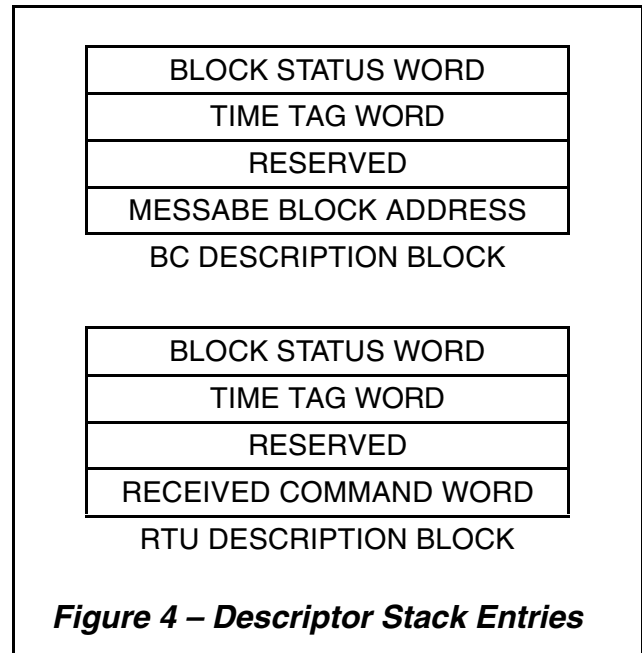 BLOCK STATUS WORD
TIME TAG WORD
RESERVED
MESSABE BLOCK ADDRESS
BC DESCRIPTION BLOCK
BLOCK STATUS WORD
TIME TAG WORD
RESERVED
RECEIVED COMMAND WORD
RTU DESCRIPTION BLOCK
Figure 4 – Descriptor Stack Entries